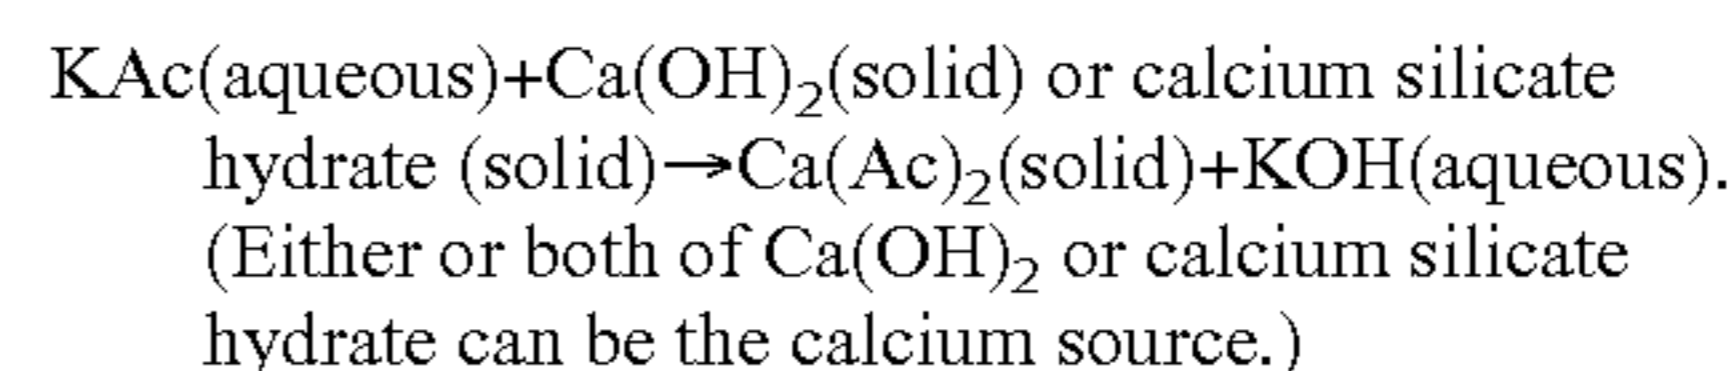 KAc(aqueous)+Ca(OH)₂(solid) or calcium silicate
hydrate (solid)→Ca(Ac)₂(solid)+KOH(aqueous).
(Either or both of Ca(OH)₂ or calcium silicate
hydrate can be the calcium source.)